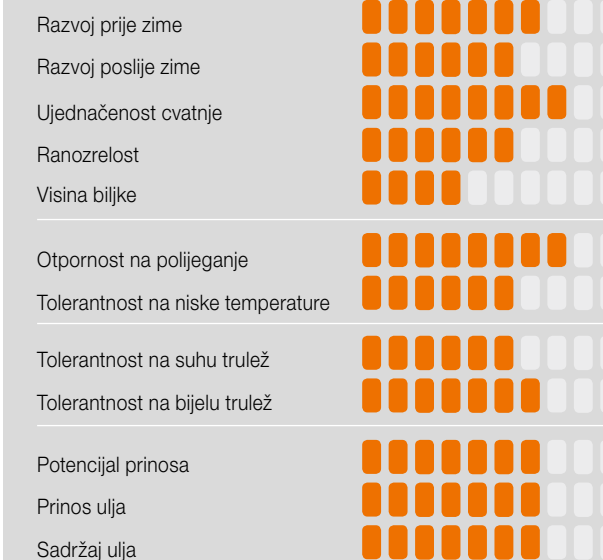 Razvoj prije zime
Razvoj poslije zime
Ujednačenost cvatnje
Ranozrelost
Visina biljke
Otpornost na polijeganje
Tolerantnost na niske temperature
Tolerantnost na suhu trulež
Tolerantnost na bijelu trulež
Potencijal prinosa
Prinos ulja
Sadržaj ulja